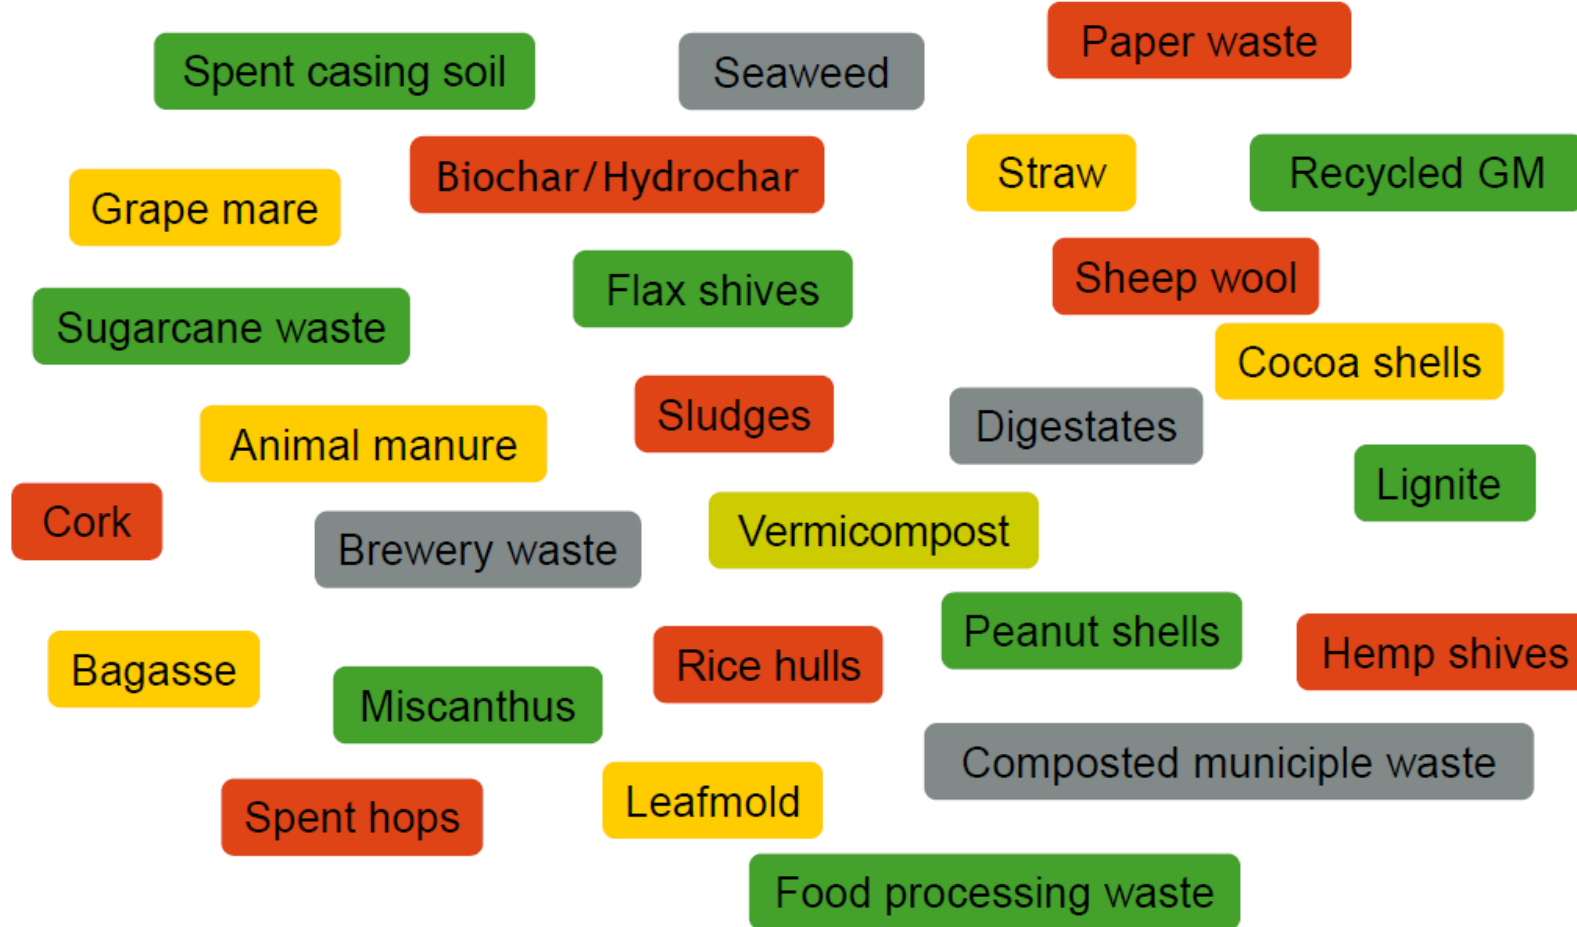 Paper waste
Spent casing soil
Seaweed
Biochar/Hydrochar
Straw
Recycled GM
Grape mare
Sheep wool
Flax shives
Sugarcane waste
Cocoa shells
Sludges
Digestates
Animal manure
Lignite
Cork
Vermicompost
Brewery waste
Peanut shells
Hemp shives
Rice hulls
Bagasse
Miscanthus
Composted municiple waste
Leafmold
Spent hops
Food processing waste